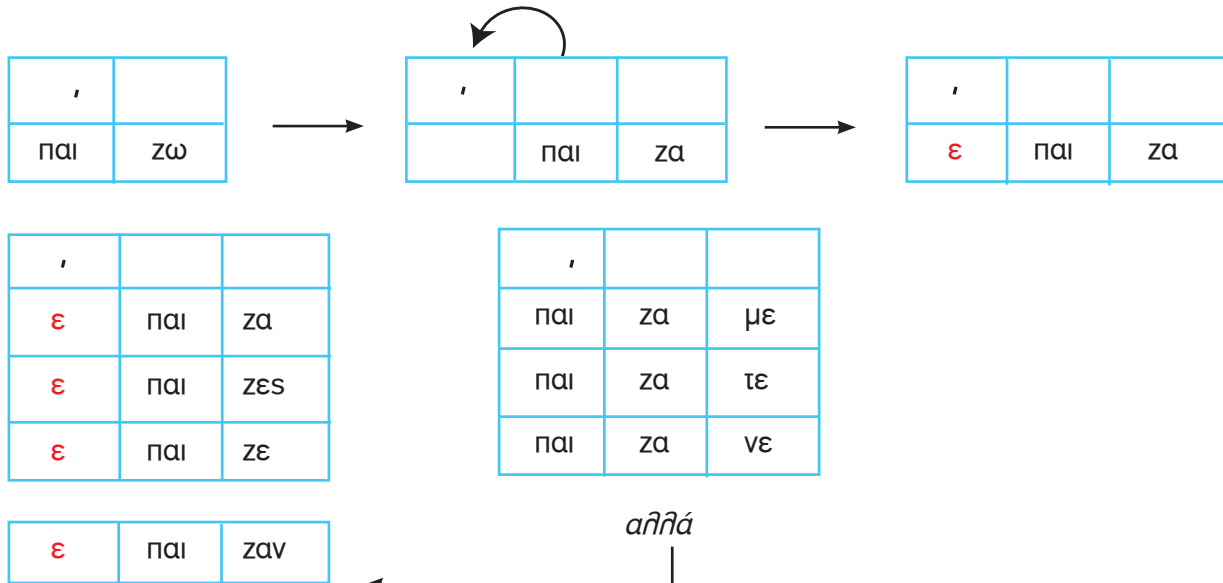 ΄
παι ζω
΄
παι ζα
΄
ε παι ζα
΄
ε παι ζα
ε παι ζες
ε παι ζε
΄
παι ζα με
παι ζα τε
παι ζα νε
αλλά
ε παι ζαν